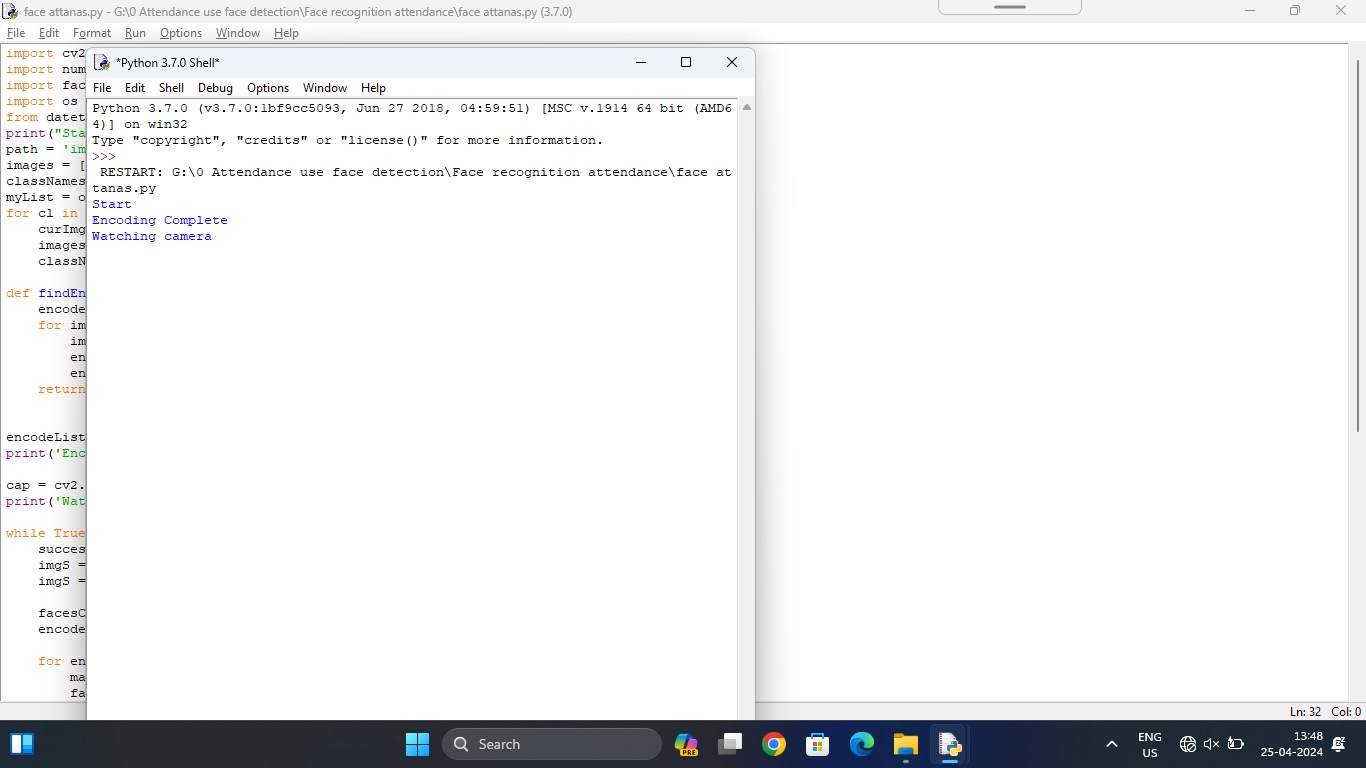 face attanas.py - G:\0 Attendance use face detection\Face recognition attendance\face attanas.py (3.7.0)
File Edit Format Run Options Window Help
import cv2
import num
import fac
import os
from datet
print("Sta
path = 'im
images = [
classNames
myList = o
for cl in
curImg
images
classN
def findEn
encode
for im
im
en
en
return
encodeList
print('Enc
cap = cv2.
print('Wat
while True
succes
imgS =
imgS =
facesC
encode
for en
ma
fa
*Python 3.7.0 Shell*
File Edit Shell Debug Options Window Help
Python 3.7.0 (v3.7.0:1bf9cc5093, Jun 27 2018, 04:59:51) [MSC v.1914 64 bit (AMD6
4)] on win32
Type "copyright", "credits" or "license()" for more information.
>>>
RESTART: G:\0 Attendance use face detection\Face recognition attendance\face at
tanas.py
Start
Encoding Complete
Watching camera
Ln: 32 Col: 0
Search
PRE
ENG
US
13:48
25-04-2024